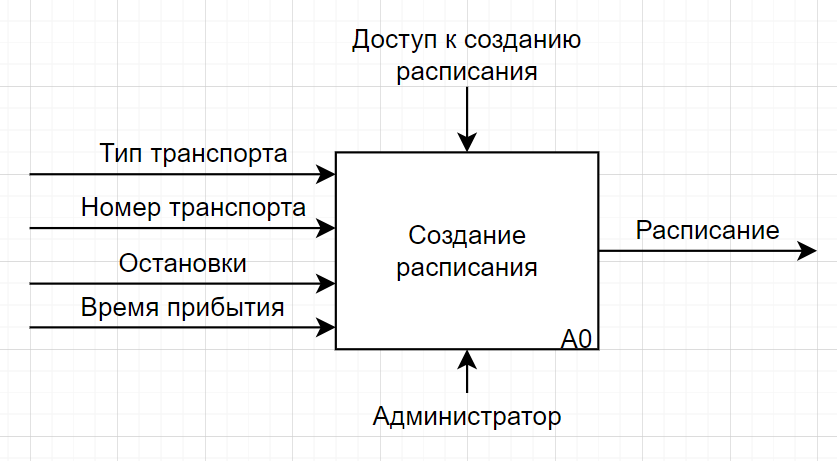 Доступ к созданию
расписания
Тип транспорта
Номер транспорта
Остановки
Время прибытия
Создание
расписания
A0
Расписание
Администратор